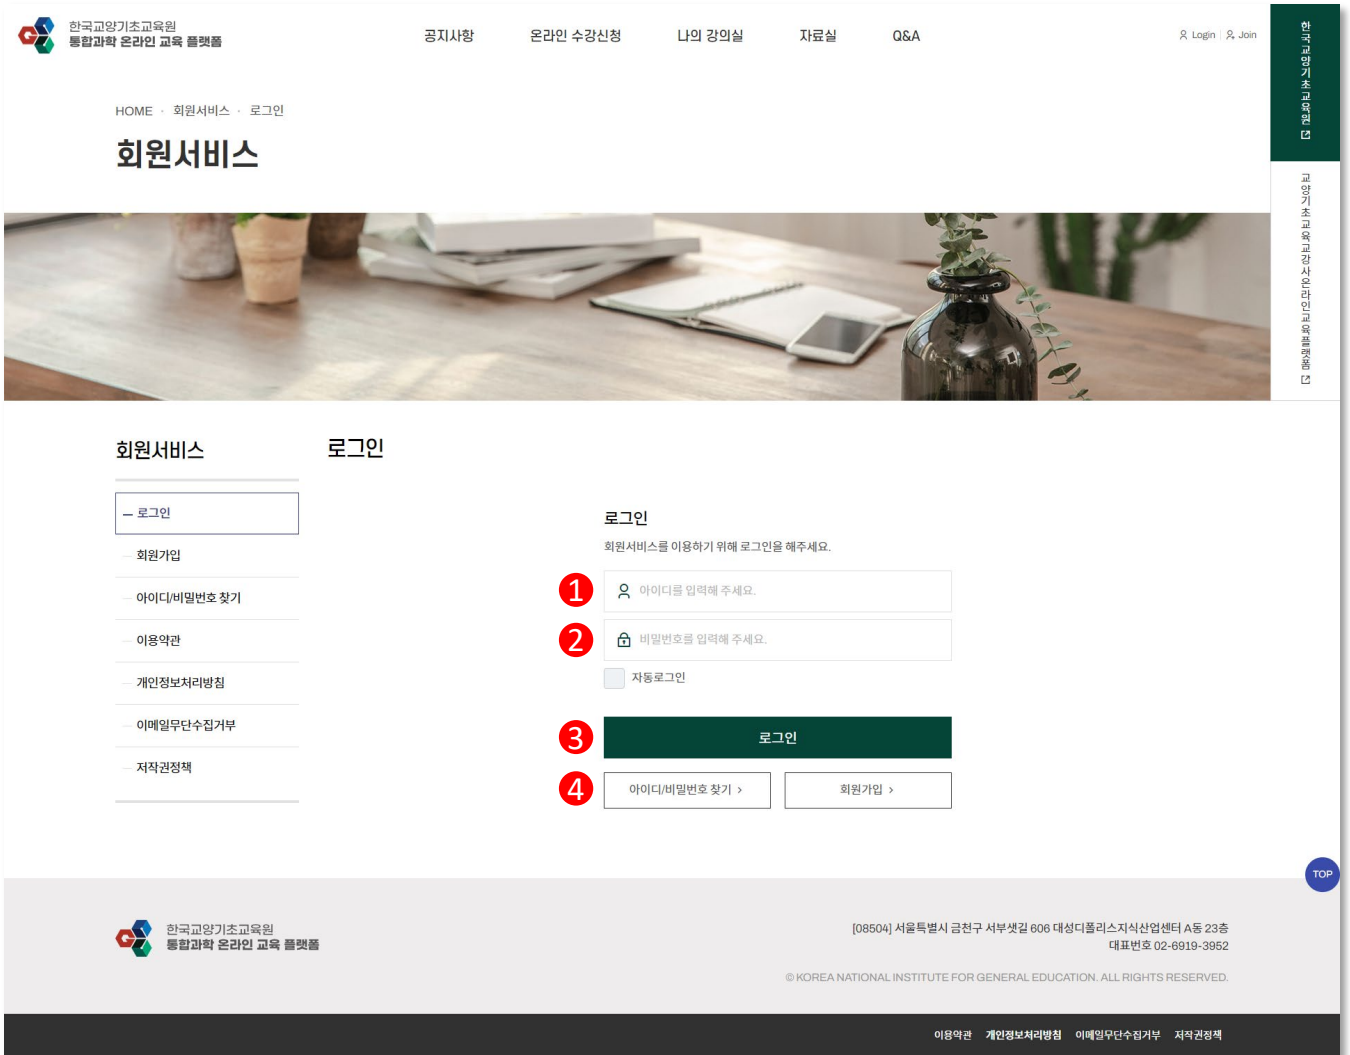 한국교양기초교육원
통합과학 온라인 교육 플랫폼
공지사항 온라인 수강신청 나의 강의실 자료실 Q&A
Login Join
한국교양기초교육원
교양기초교육교강사온라인교육플랫폼
HOME · 회원서비스 · 로그인
회원서비스
회원서비스
로그인
회원가입
아이디/비밀번호 찾기
이용약관
개인정보처리방침
이메일무단수집거부
저작권정책
로그인
로그인
회원서비스를 이용하기 위해 로그인을 해주세요.
1 아이디를 입력해 주세요.
2 비밀번호를 입력해 주세요.
자동로그인
3 로그인
4 아이디/비밀번호 찾기 > 회원가입 >
TOP
한국교양기초교육원
통합과학 온라인 교육 플랫폼
[08504] 서울특별시 금천구 서부샛길 606 대성디폴리스지식산업센터 A동 23층
대표번호 02-6919-3952
© KOREA NATIONAL INSTITUTE FOR GENERAL EDUCATION. ALL RIGHTS RESERVED.
이용약관 개인정보처리방침 이메일무단수집거부 저작권정책